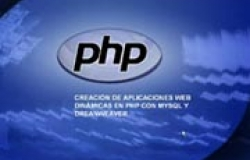 php
CREACIÓN DE APLICACIONES WEB
DINÁMICAS EN PHP CON MYSQL Y
DREAMWEAVER